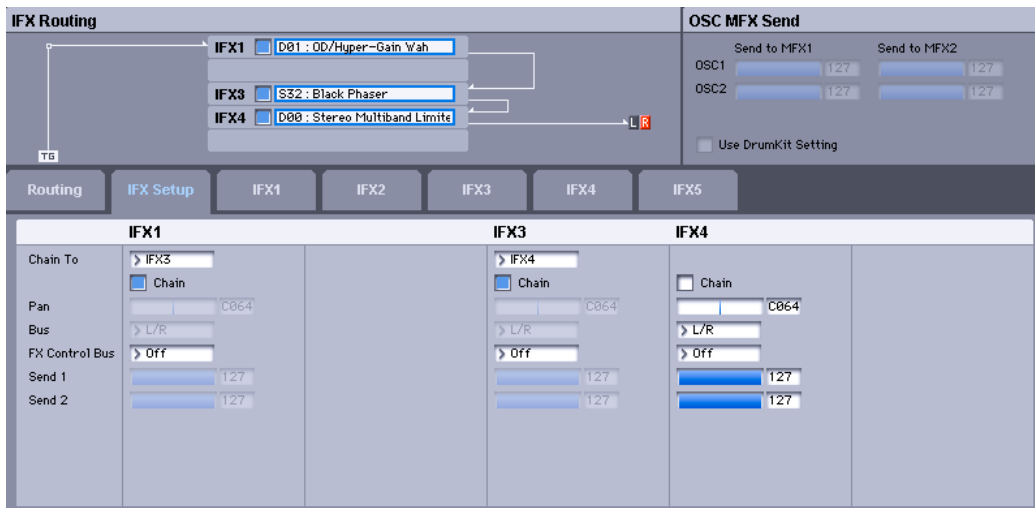 IFX Routing
OSC MFX Send
IFX1 D01 : OD/Hyper-Gain Wah
IFX3 S32 : Black Phaser
IFX4 D00 : Stereo Multiband Limite
TG
L R
Send to MFX1 Send to MFX2
OSC1 127 127
OSC2 127 127
Use DrumKit Setting
Routing IFX Setup IFX1 IFX2 IFX3 IFX4 IFX5
IFX1 IFX3 IFX4
Chain To IFX3 IFX4
Chain Chain Chain
Pan C064 C064 C064
Bus L/R L/R L/R
FX Control Bus Off Off Off
Send 1 127 127 127
Send 2 127 127 127